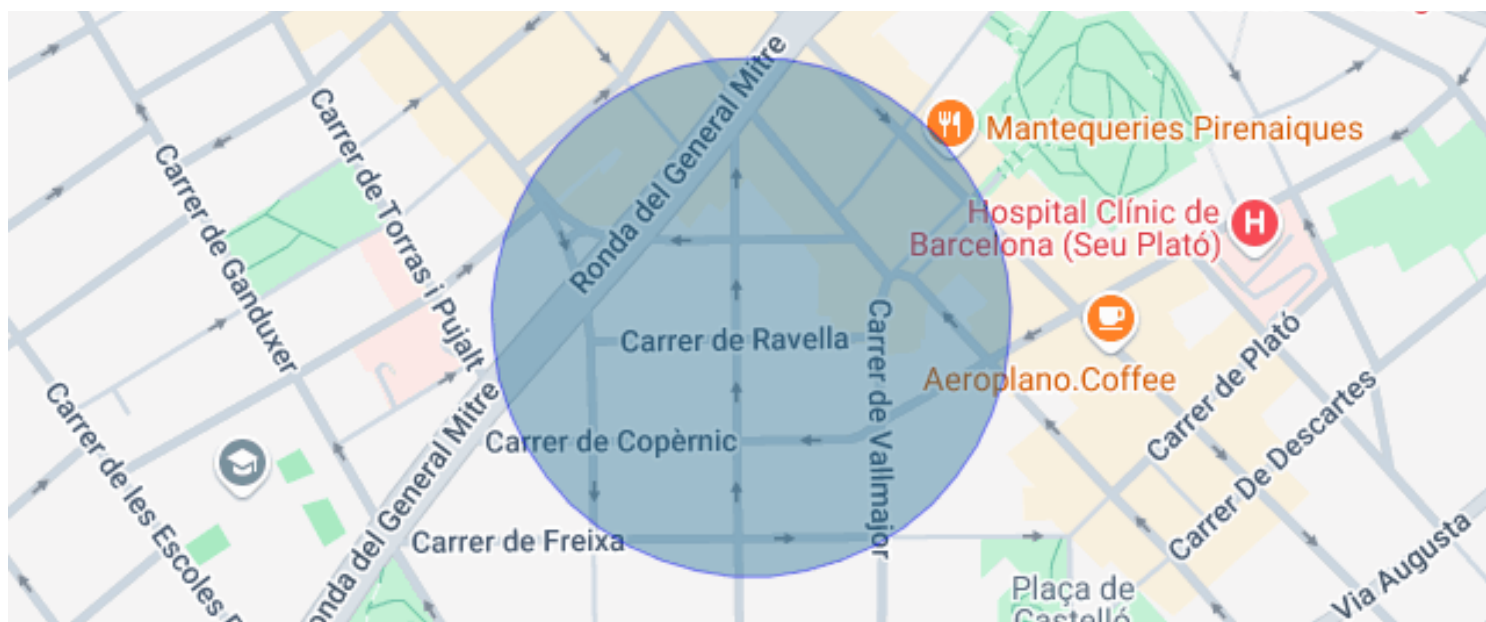 Ronda del General Mitre
Mantequeries Pirenaiques
Carrer de Torras i Pujalt
Carrer de Ganduxer
Hospital Clínic de
Barcelona (Seu Plató)
H
Carrer de Ravella
Carrer de Vallmajor
Aeroplano.Coffee
Carrer de Plató
Carrer De Descartes
Carrer de les Escoles
Ronda del General Mitre
Carrer de Copèrnic
Carrer de Freixa
Via Augusta
Plaça de
Castelló